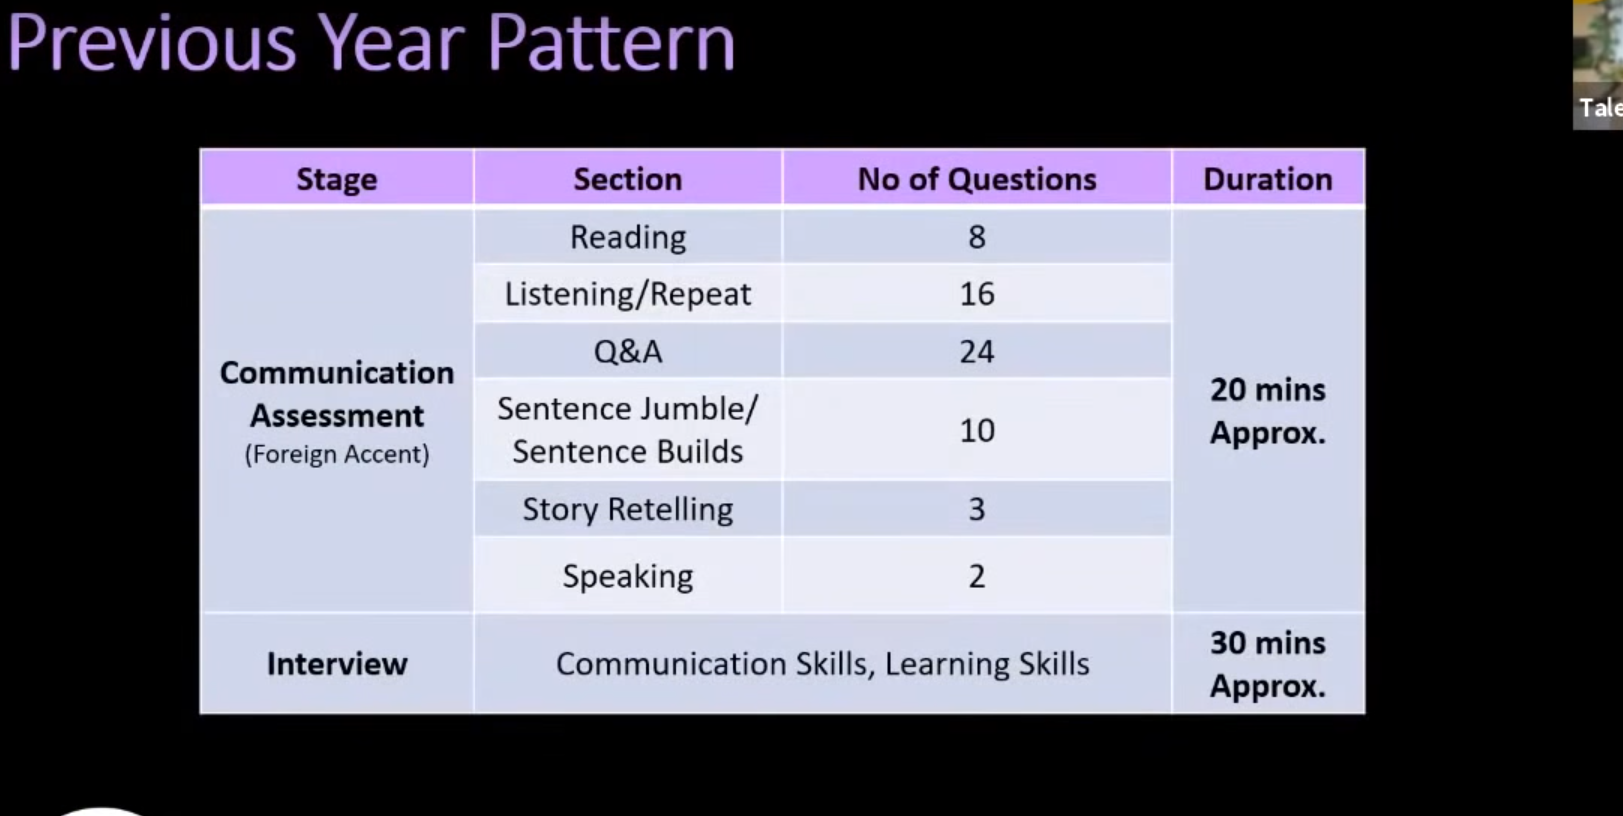 Previous Year Pattern
Tale
Stage Section No of Questions Duration
Reading 8
Listening/Repeat 16
Q&A 24
Communication
Assessment
(Foreign Accent)
Sentence Jumble/
Sentence Builds
10
20 mins
Approx.
Story Retelling 3
Speaking 2
Interview
Communication Skills, Learning Skills
30 mins
Approx.